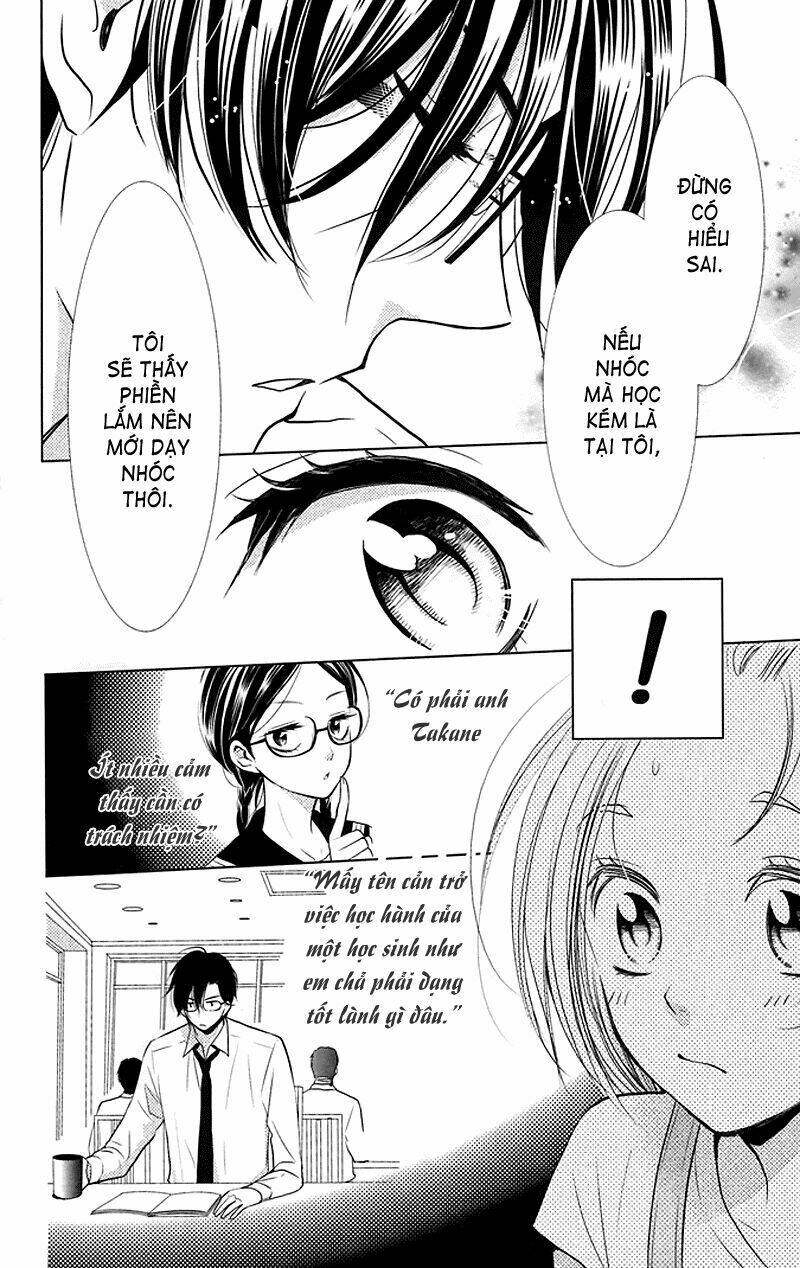 ĐỪNG
CÓ
HIỂU
SAI.
NẾU
NHÓC
MÀ HỌC
KÉM LÀ
TẠI TÔI,
TÔI
SẼ THẤY
PHIỀN
LẮM NÊN
MỚI DẠY
NHÓC
THÔI.
!
“Có phải anh
Takane
Ít nhiều cảm
thấy cần có
trách nhiệm?”
“Mấy tên cản trở
việc học hành của
một học sinh như
em chả phải dạng
tốt lành gì đâu.”